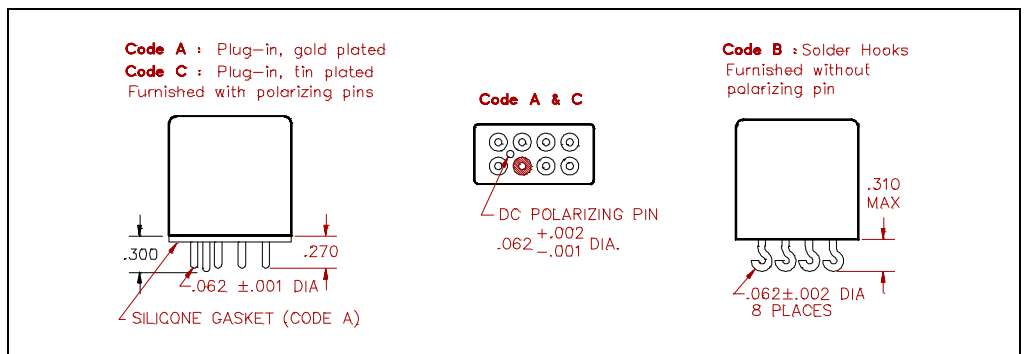 Code A : Plug-in, gold plated
Code C : Plug-in, tin plated
Furnished with polarizing pins
Code A & C
Code B : Solder Hooks
Furnished without
polarizing pin
.300
.270
.062 ±.001 DIA
SILICONE GASKET (CODE A)
DC POLARIZING PIN
.062 +.002 -.001 DIA.
.310
MAX
.062±.002 DIA
8 PLACES